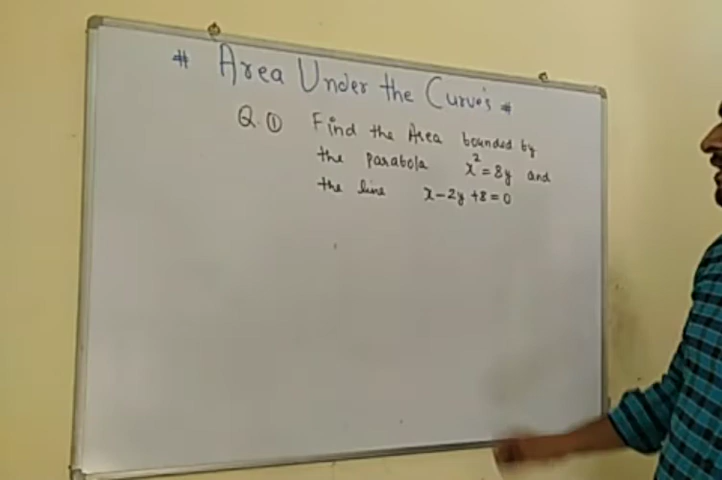 # Area Under the Curve's #
Q.① Find the Area bounded by
the parabola x² = 8y and
the line x - 2y + 8 = 0